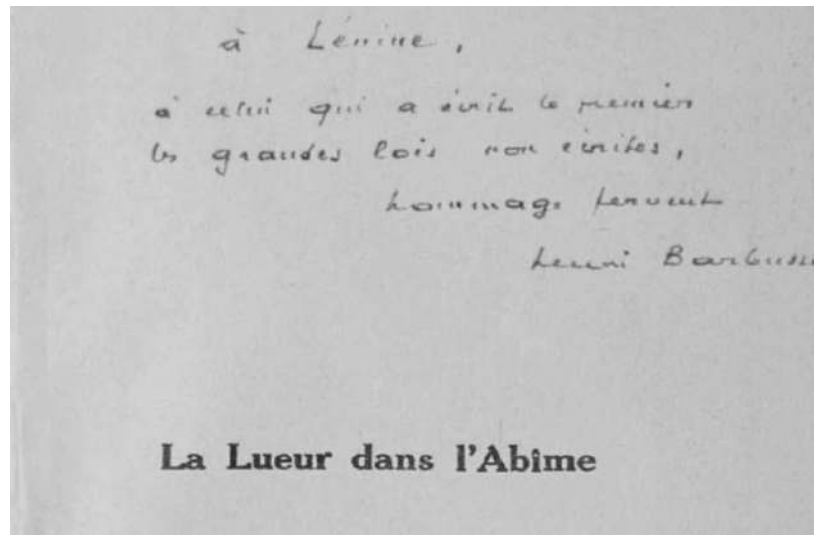 à Lénine,
à celui qui a écrit le premier
les grandes lois non écrites,
hommage fervent
Henri Barbusse
La Lueur dans l'Abîme